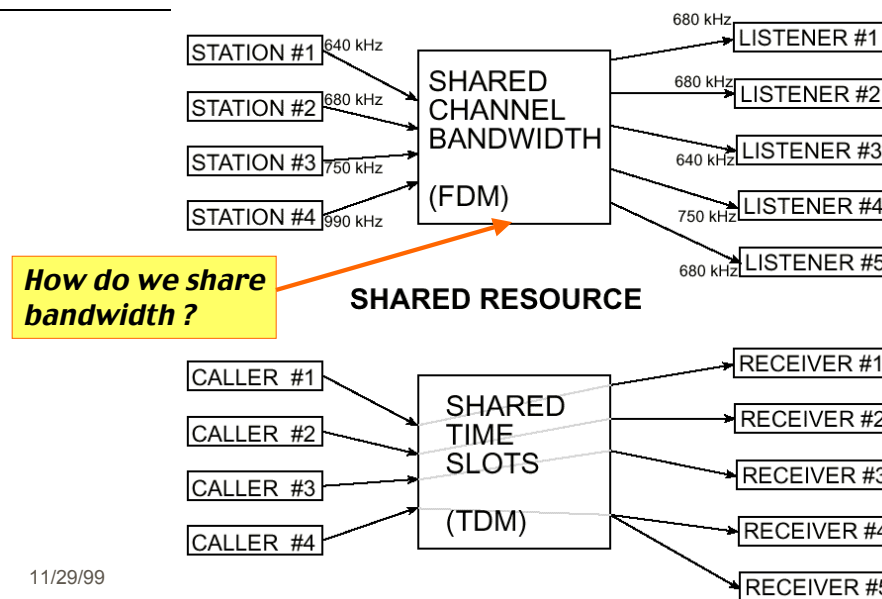 680 kHz
STATION #1
640 kHz
LISTENER #1
SHARED
CHANNEL
BANDWIDTH
(FDM)
STATION #2
680 kHz
680 kHz
LISTENER #2
STATION #3
750 kHz
640 kHz
LISTENER #3
STATION #4
990 kHz
750 kHz
LISTENER #4
680 kHz
LISTENER #5
How do we share
bandwidth ?
SHARED RESOURCE
CALLER #1
RECEIVER #1
SHARED
TIME
SLOTS
(TDM)
CALLER #2
RECEIVER #2
CALLER #3
RECEIVER #3
CALLER #4
RECEIVER #4
RECEIVER #5
11/29/99